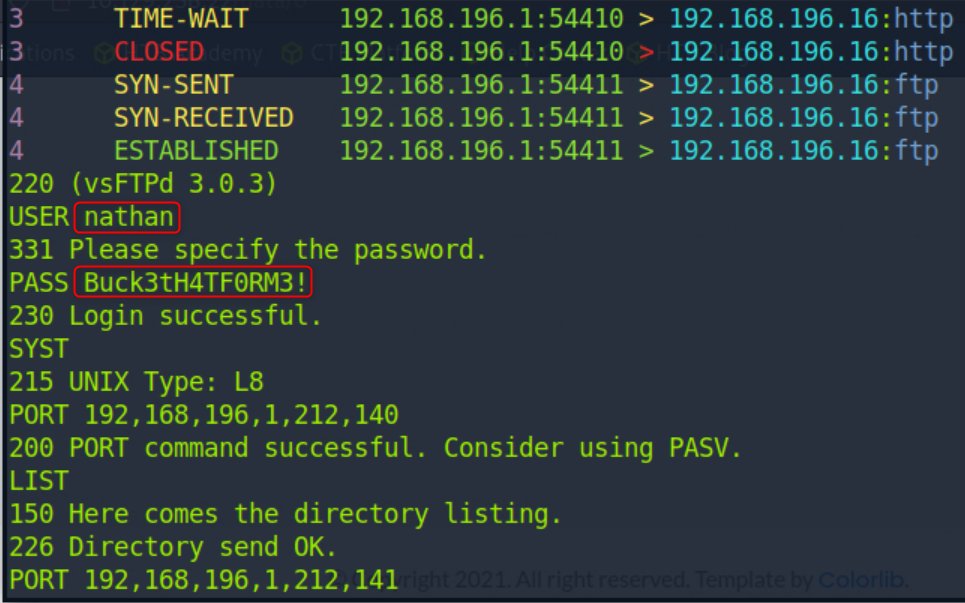 3 TIME-WAIT 192.168.196.1:54410 > 192.168.196.16:http
3 CLOSED 192.168.196.1:54410 > 192.168.196.16:http
4 SYN-SENT 192.168.196.1:54411 > 192.168.196.16:ftp
4 SYN-RECEIVED 192.168.196.1:54411 > 192.168.196.16:ftp
4 ESTABLISHED 192.168.196.1:54411 > 192.168.196.16:ftp
220 (vsFTPd 3.0.3)
USER nathan
331 Please specify the password.
PASS Buck3tH4TF0RM3!
230 Login successful.
SYST
215 UNIX Type: L8
PORT 192,168,196,1,212,140
200 PORT command successful. Consider using PASV.
LIST
150 Here comes the directory listing.
226 Directory send OK.
PORT 192,168,196,1,212,141
2021. All right reserved. Template by Colorlib.